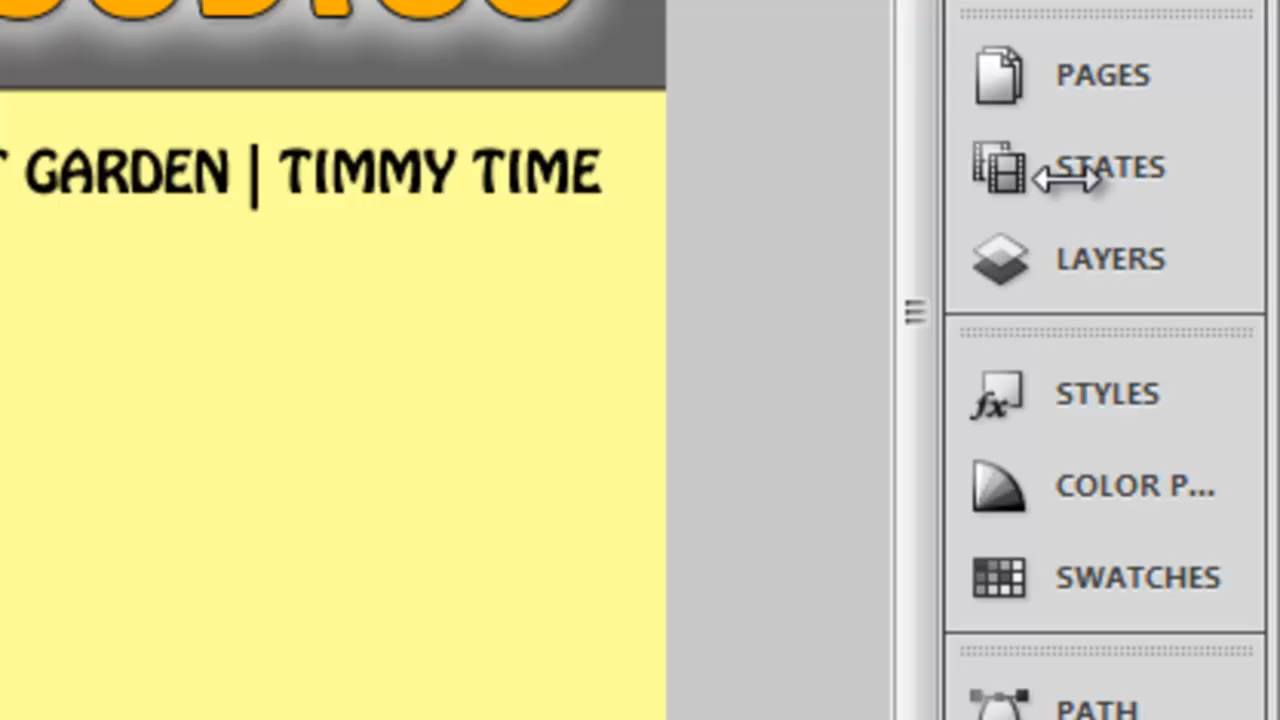 GARDEN | TIMMY TIME
PAGES
STATES
LAYERS
STYLES
COLOR P...
SWATCHES
PATH